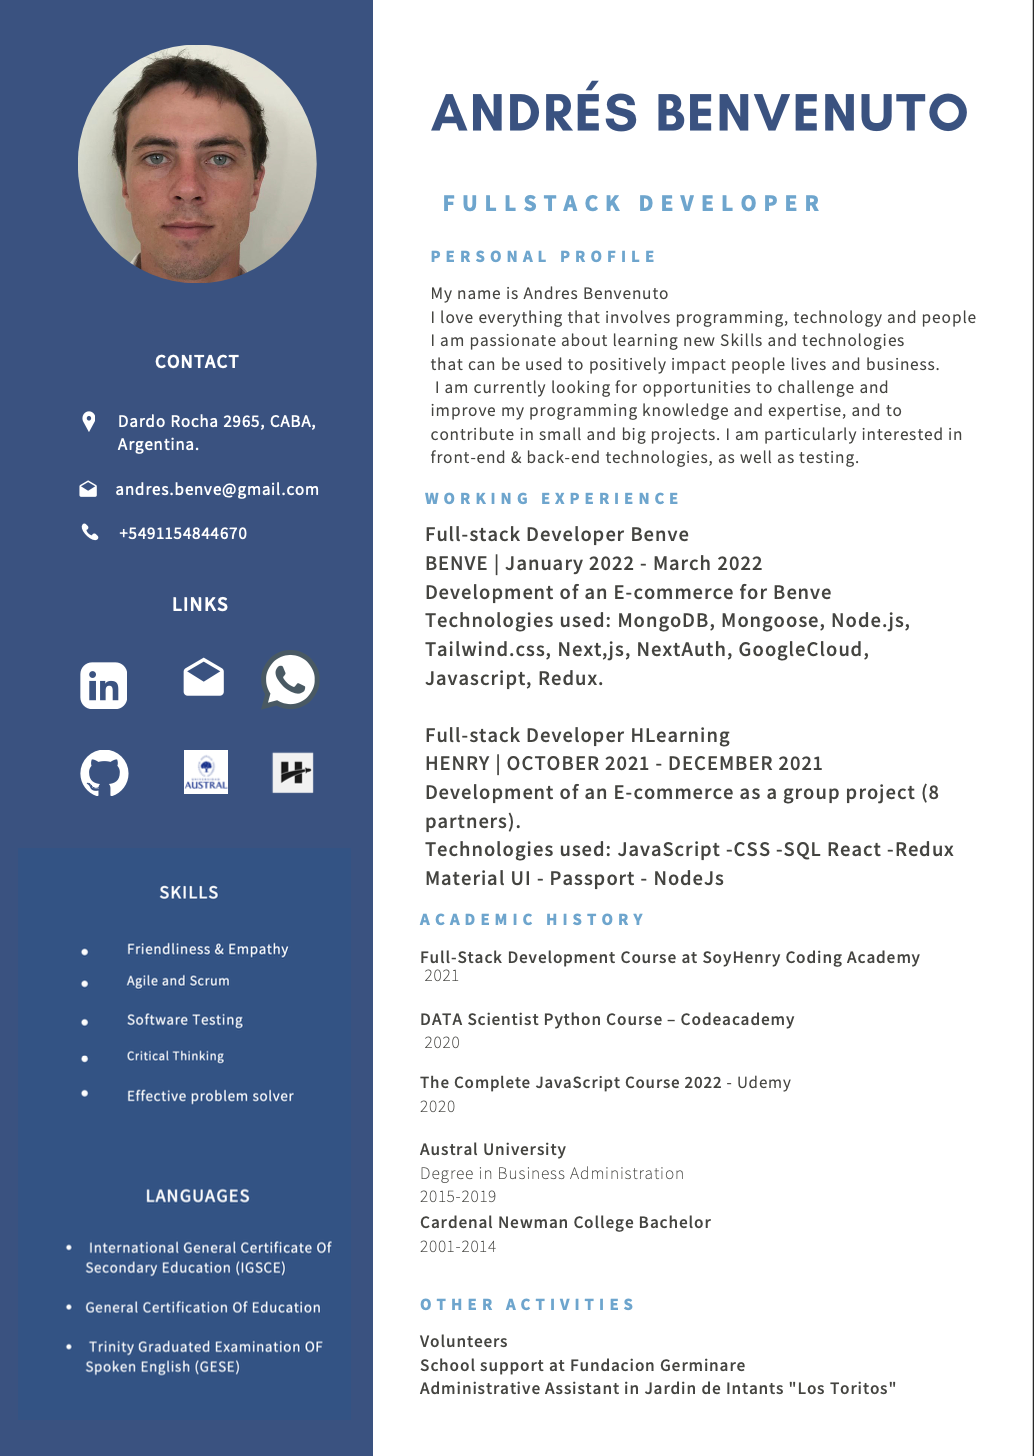 ANDRÉS BENVENUTO
FULLSTACK DEVELOPER
PERSONAL PROFILE
My name is Andres Benvenuto
I love everything that involves programming, technology and people
I am passionate about learning new Skills and technologies
that can be used to positively impact people lives and business.
I am currently looking for opportunities to challenge and
improve my programming knowledge and expertise, and to
contribute in small and big projects. I am particularly interested in
front-end & back-end technologies, as well as testing.
WORKING EXPERIENCE
Full-stack Developer Benve
BENVE | January 2022 - March 2022
Development of an E-commerce for Benve
Technologies used: MongoDB, Mongoose, Node.js,
Tailwind.css, Next,js, NextAuth, GoogleCloud,
Javascript, Redux.
Full-stack Developer HLearning
HENRY | OCTOBER 2021 - DECEMBER 2021
Development of an E-commerce as a group project (8
partners).
Technologies used: JavaScript -CSS -SQL React -Redux
Material UI - Passport - NodeJs
ACADEMIC HISTORY
Full-Stack Development Course at SoyHenry Coding Academy
2021
DATA Scientist Python Course – Codeacademy
2020
The Complete JavaScript Course 2022 - Udemy
2020
Austral University
Degree in Business Administration
2015-2019
Cardenal Newman College Bachelor
2001-2014
OTHER ACTIVITIES
Volunteers
School support at Fundacion Germinare
Administrative Assistant in Jardin de Intants "Los Toritos"
CONTACT
Dardo Rocha 2965, CABA,
Argentina.
andres.benve@gmail.com
+5491154844670
LINKS
in
AUSTRAL
H
SKILLS
• Friendliness & Empathy
• Agile and Scrum
• Software Testing
• Critical Thinking
• Effective problem solver
LANGUAGES
• International General Certificate Of
Secondary Education (IGSCE)
• General Certification Of Education
• Trinity Graduated Examination OF
Spoken English (GESE)